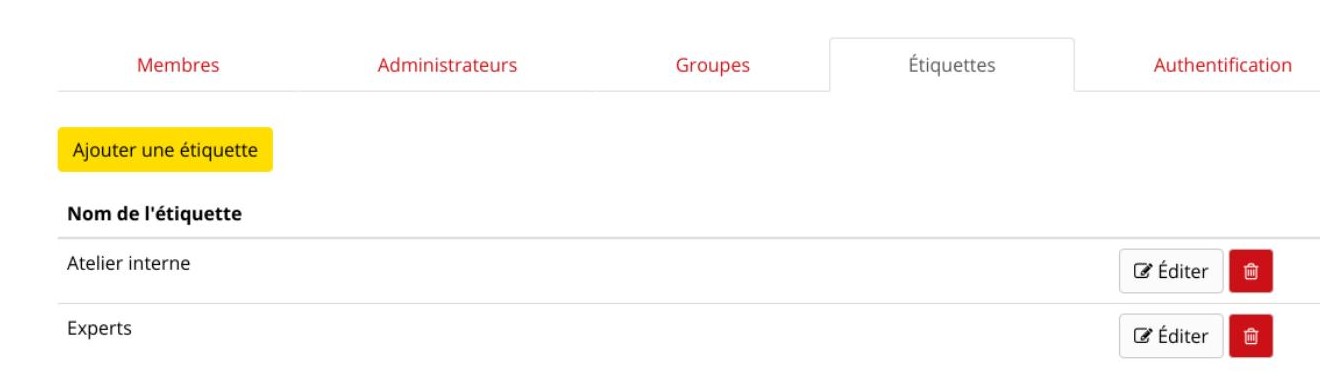 Membres Administrateurs Groupes Étiquettes Authentification
Ajouter une étiquette
Nom de l'étiquette
Atelier interne Éditer
Experts Éditer